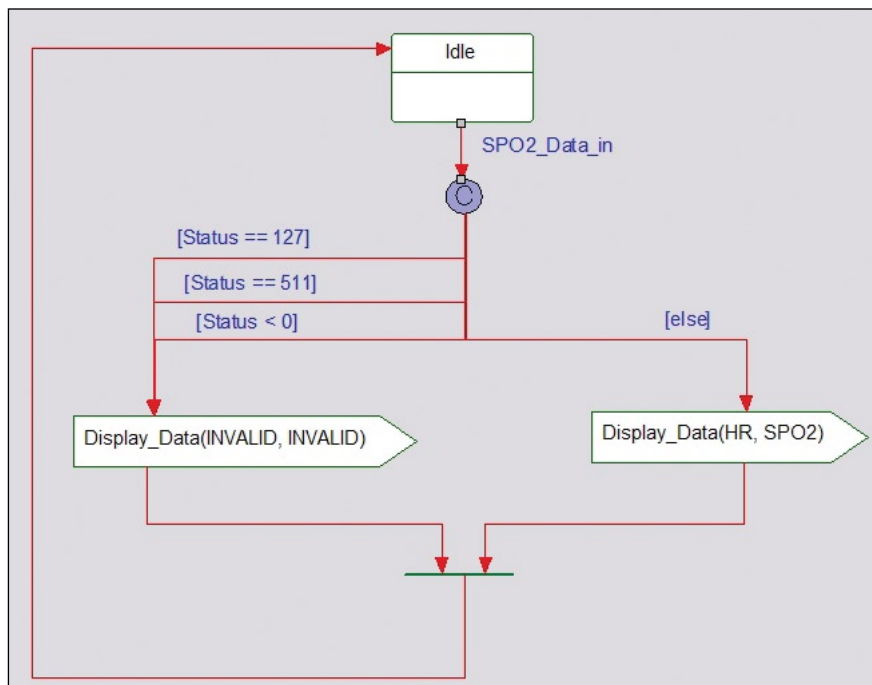 Idle
SPO2_Data_in
C
[Status == 127]
[Status == 511]
[Status < 0]
[else]
Display_Data(INVALID, INVALID)
Display_Data(HR, SPO2)